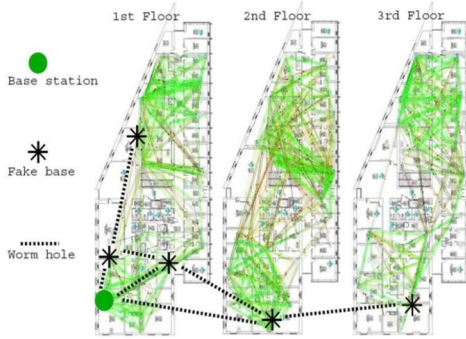 1st Floor
2nd Floor
3rd Floor
Base station
Fake base
Worm hole